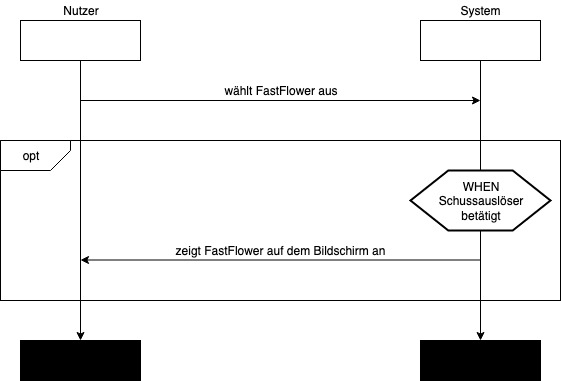 Nutzer
System
wählt FastFlower aus
opt
WHEN
Schussauslöser
betätigt
zeigt FastFlower auf dem Bildschirm an